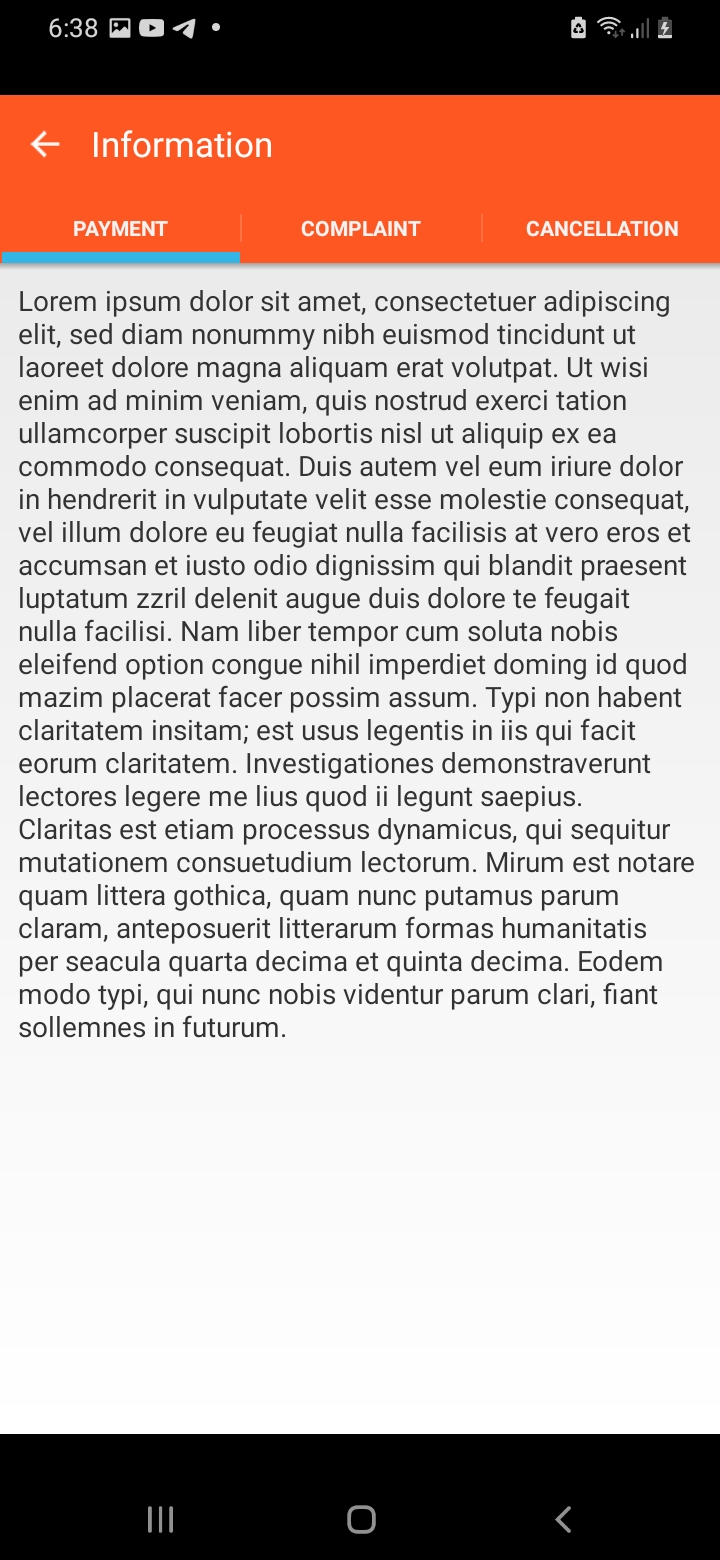 6:38
Information
PAYMENT
COMPLAINT
CANCELLATION
Lorem ipsum dolor sit amet, consectetuer adipiscing
elit, sed diam nonummy nibh euismod tincidunt ut
laoreet dolore magna aliquam erat volutpat. Ut wisi
enim ad minim veniam, quis nostrud exerci tation
ullamcorper suscipit lobortis nisl ut aliquip ex ea
commodo consequat. Duis autem vel eum iriure dolor
in hendrerit in vulputate velit esse molestie consequat,
vel illum dolore eu feugiat nulla facilisis at vero eros et
accumsan et iusto odio dignissim qui blandit praesent
luptatum zzril delenit augue duis dolore te feugait
nulla facilisi. Nam liber tempor cum soluta nobis
eleifend option congue nihil imperdiet doming id quod
mazim placerat facer possim assum. Typi non habent
claritatem insitam; est usus legentis in iis qui facit
eorum claritatem. Investigationes demonstraverunt
lectores legere me lius quod ii legunt saepius.
Claritas est etiam processus dynamicus, qui sequitur
mutationem consuetudium lectorum. Mirum est notare
quam littera gothica, quam nunc putamus parum
claram, anteposuerit litterarum formas humanitatis
per seacula quarta decima et quinta decima. Eodem
modo typi, qui nunc nobis videntur parum clari, fiant
sollemnes in futurum.